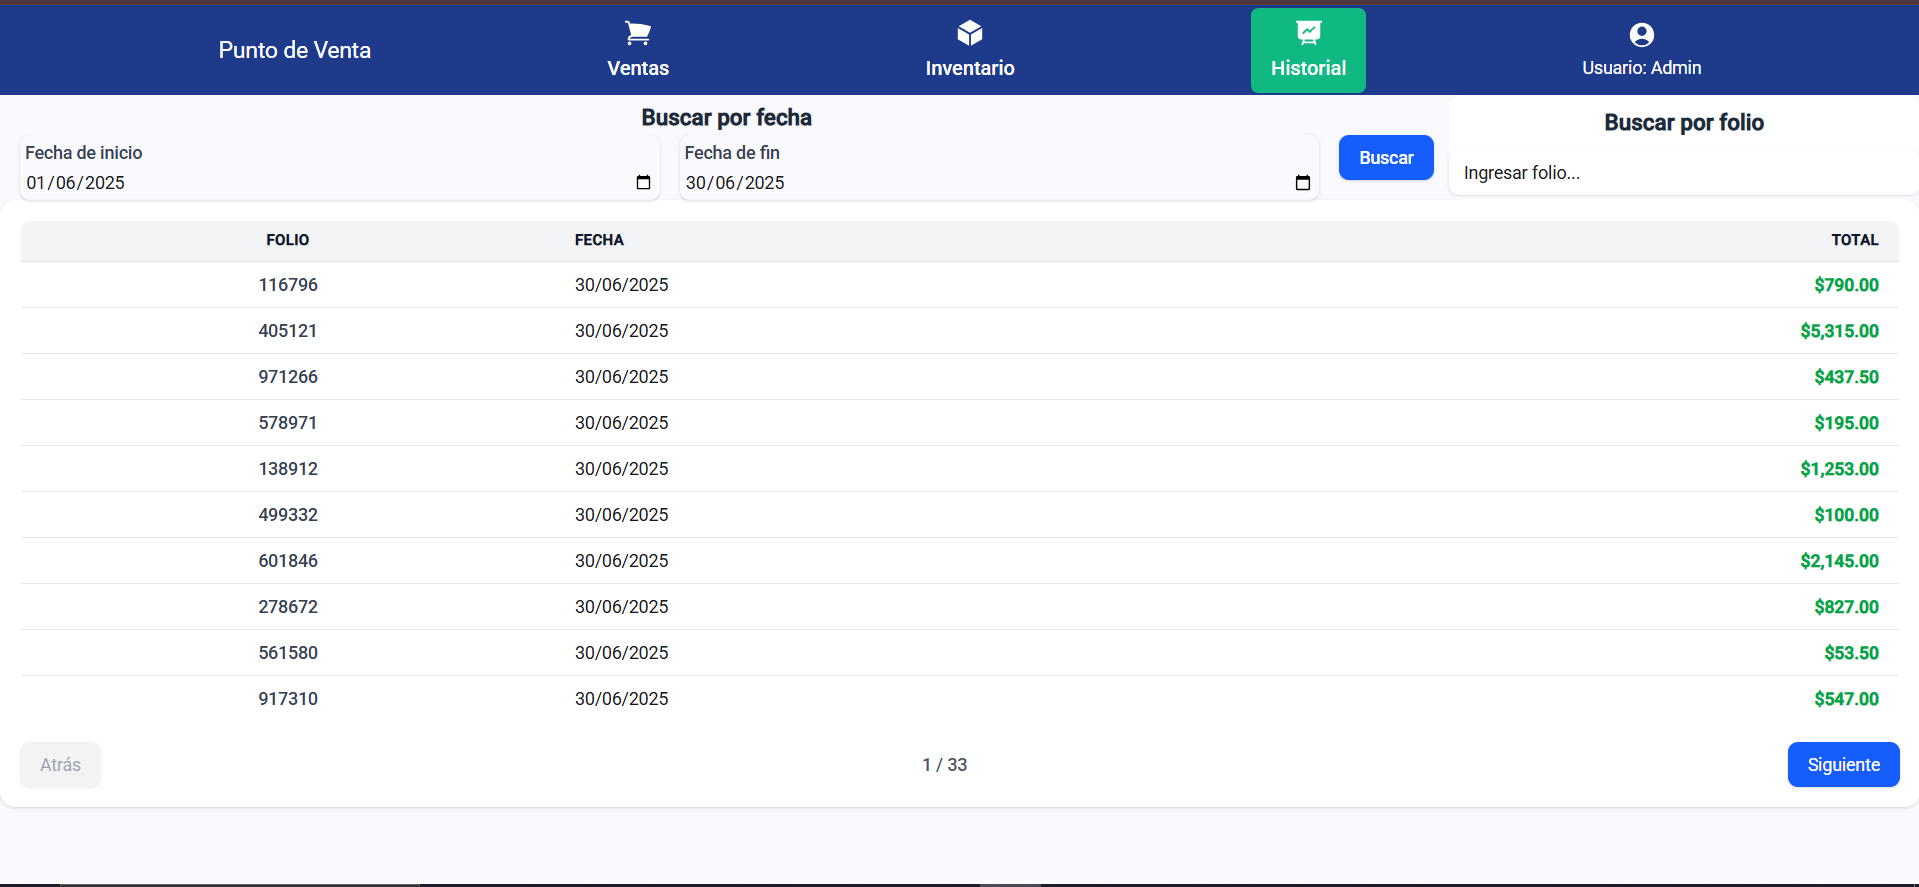 Punto de Venta
Ventas
Inventario
Historial
Usuario: Admin
Buscar por fecha
Fecha de inicio
01/06/2025
Fecha de fin
30/06/2025
Buscar
Buscar por folio
Ingresar folio...
FOLIO FECHA TOTAL
116796 30/06/2025 $790.00
405121 30/06/2025 $5,315.00
971266 30/06/2025 $437.50
578971 30/06/2025 $195.00
138912 30/06/2025 $1,253.00
499332 30/06/2025 $100.00
601846 30/06/2025 $2,145.00
278672 30/06/2025 $827.00
561580 30/06/2025 $53.50
917310 30/06/2025 $547.00
Atrás 1 / 33 Siguiente